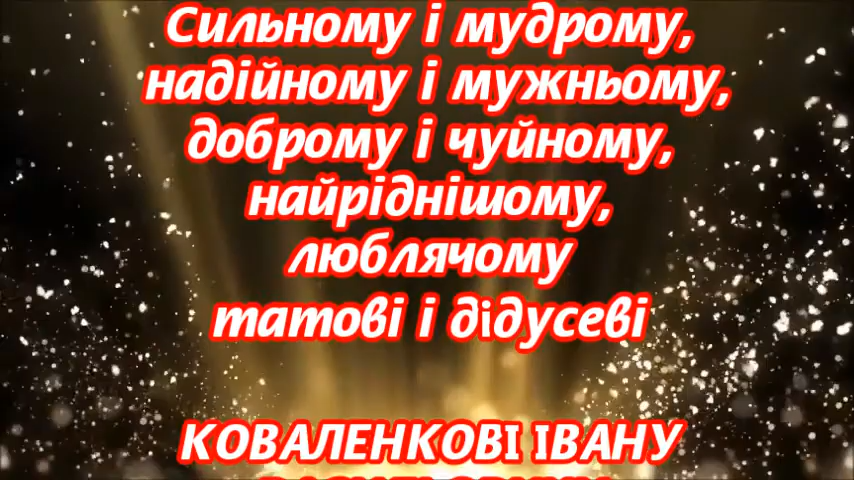 Сильному і мудрому,
надійному і мужньому,
доброму і чуйному,
найріднішому,
люблячому
татові і дідусеві
КОВАЛЕНКОВІ ІВАНУ